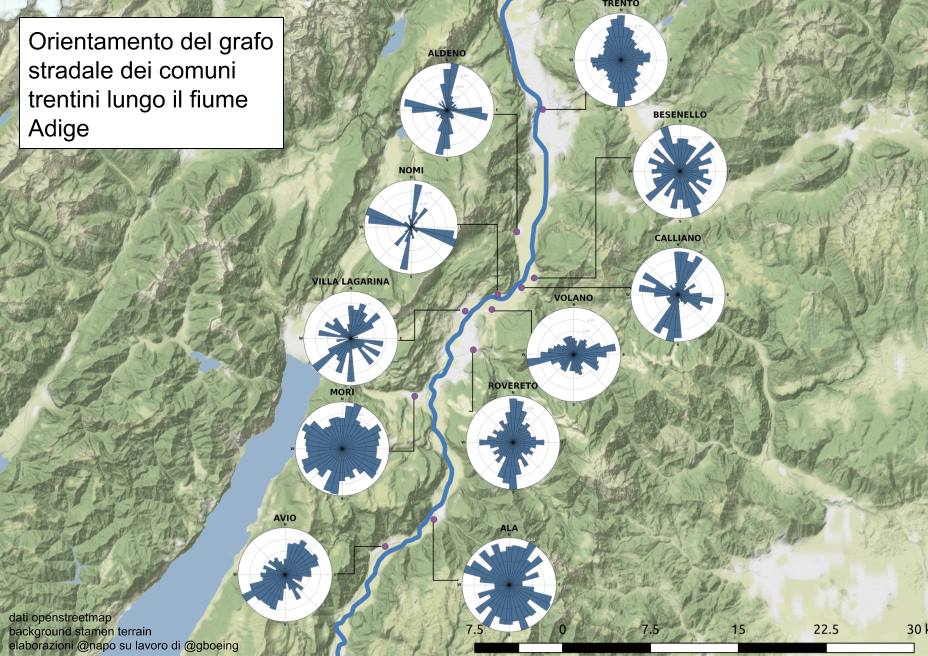 Orientamento del grafo
stradale dei comuni
trentini lungo il fiume
Adige
TRENTO
ALDENO
BESENELLO
NOMI
CALLIANO
VILLA LAGARINA
VOLANO
ROVERETO
MORI
AVIO
ALA
dati openstreetmap
background stamen terrain
elaborazioni @napo su lavoro di @gboeing
7.5 0 7.5 15 22.5 30